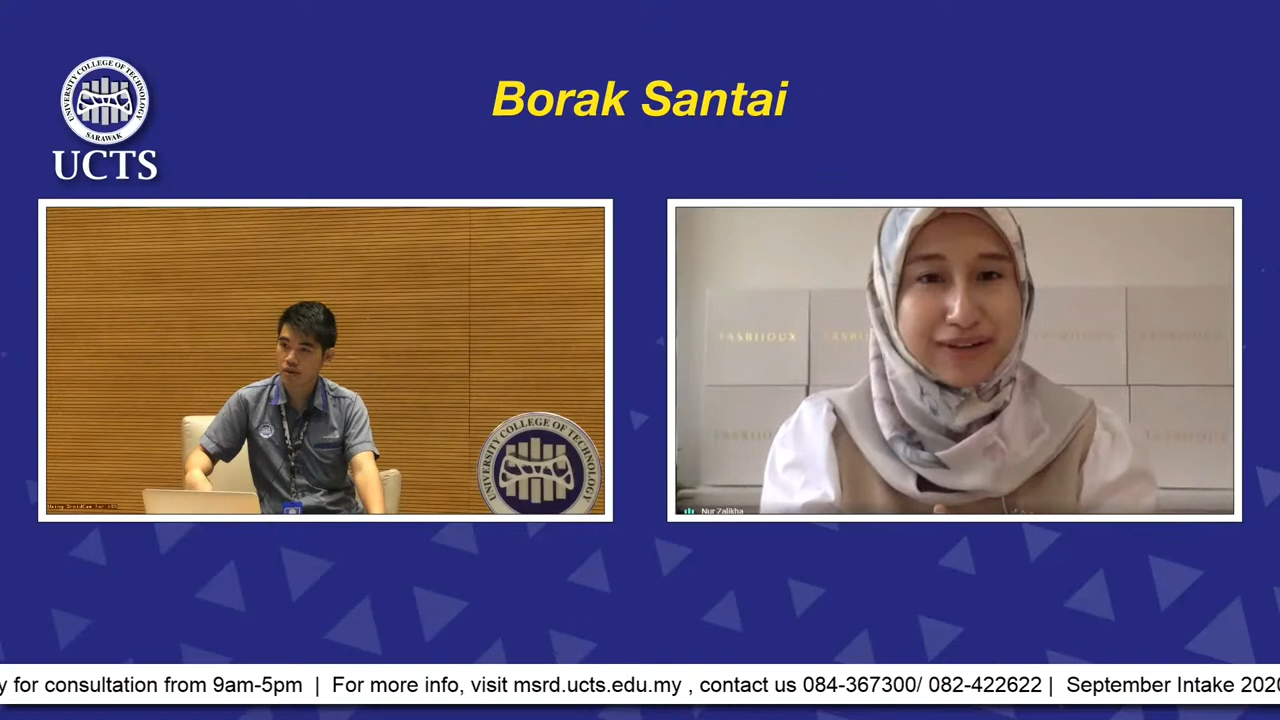 Borak Santai
UNIVERSITY COLLEGE OF TECHNOLOGY
SARAWAK
UCTS
UNIVERSITY COLLEGE OF TECHNOLOGY
FASBIJOUX
Nur Zalikha
y for consultation from 9am-5pm | For more info, visit msrd.ucts.edu.my , contact us 084-367300/ 082-422622 | September Intake 2020